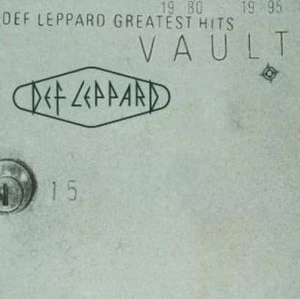 19 80 - 19 95
DEF LEPPARD GREATEST HITS
VAULT
DEF LEPPARD
15